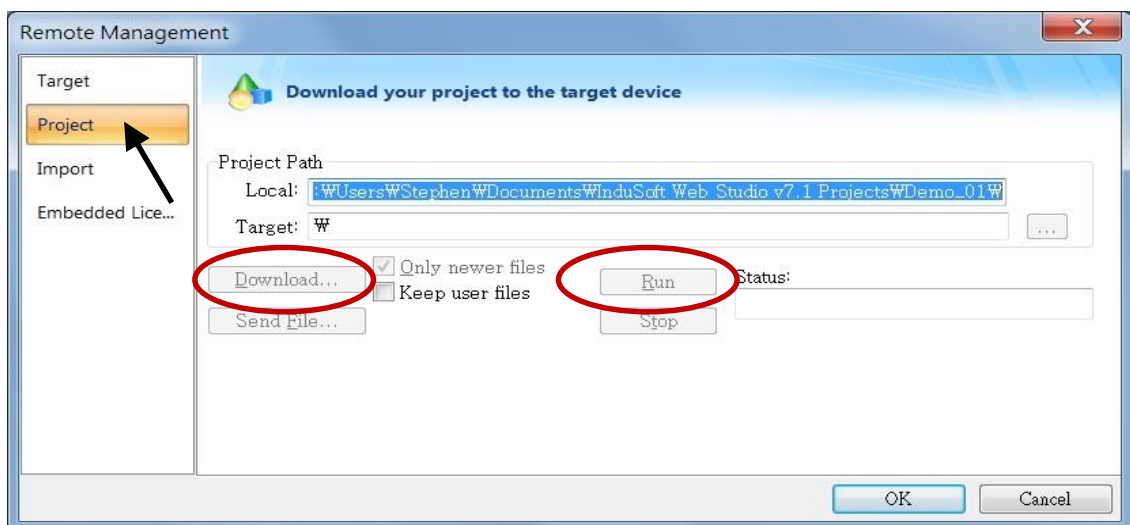 Remote Management
Target
Project
Import
Embedded Lice...
Download your project to the target device
Project Path
Local: :₩Users₩Stephen₩Documents₩InduSoft Web Studio v7.1 Projects₩Demo_01₩
Target: ₩
...
Download...
Only newer files
Keep user files
Send File...
Run
Stop
Status:
OK
Cancel